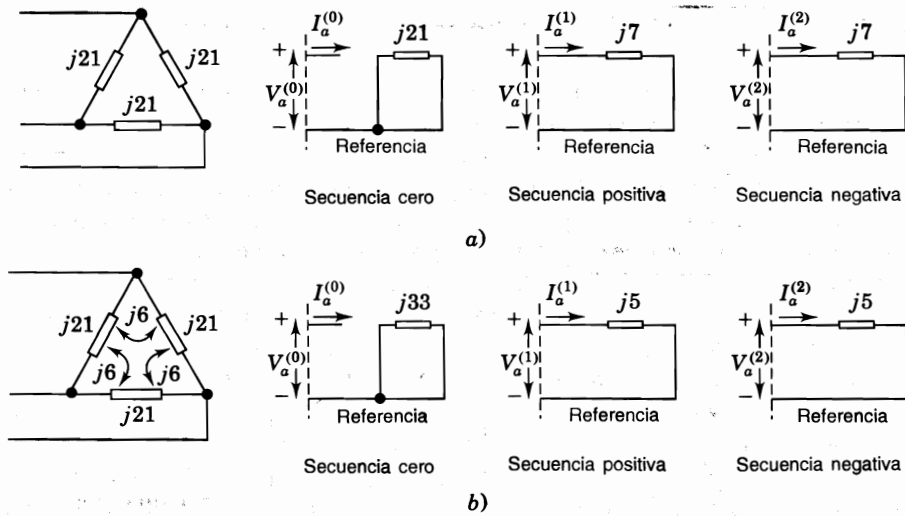 j21
j21
j21
I_a^(0)
j21
+
V_a^(0)
−
Referencia
Secuencia cero
I_a^(1)
j7
+
V_a^(1)
−
Referencia
Secuencia positiva
I_a^(2)
j7
+
V_a^(2)
−
Referencia
Secuencia negativa
a)
j21
j6
j21
j6
j6
j21
I_a^(0)
j33
+
V_a^(0)
−
Referencia
Secuencia cero
I_a^(1)
j5
+
V_a^(1)
−
Referencia
Secuencia positiva
I_a^(2)
j5
+
V_a^(2)
−
Referencia
Secuencia negativa
b)